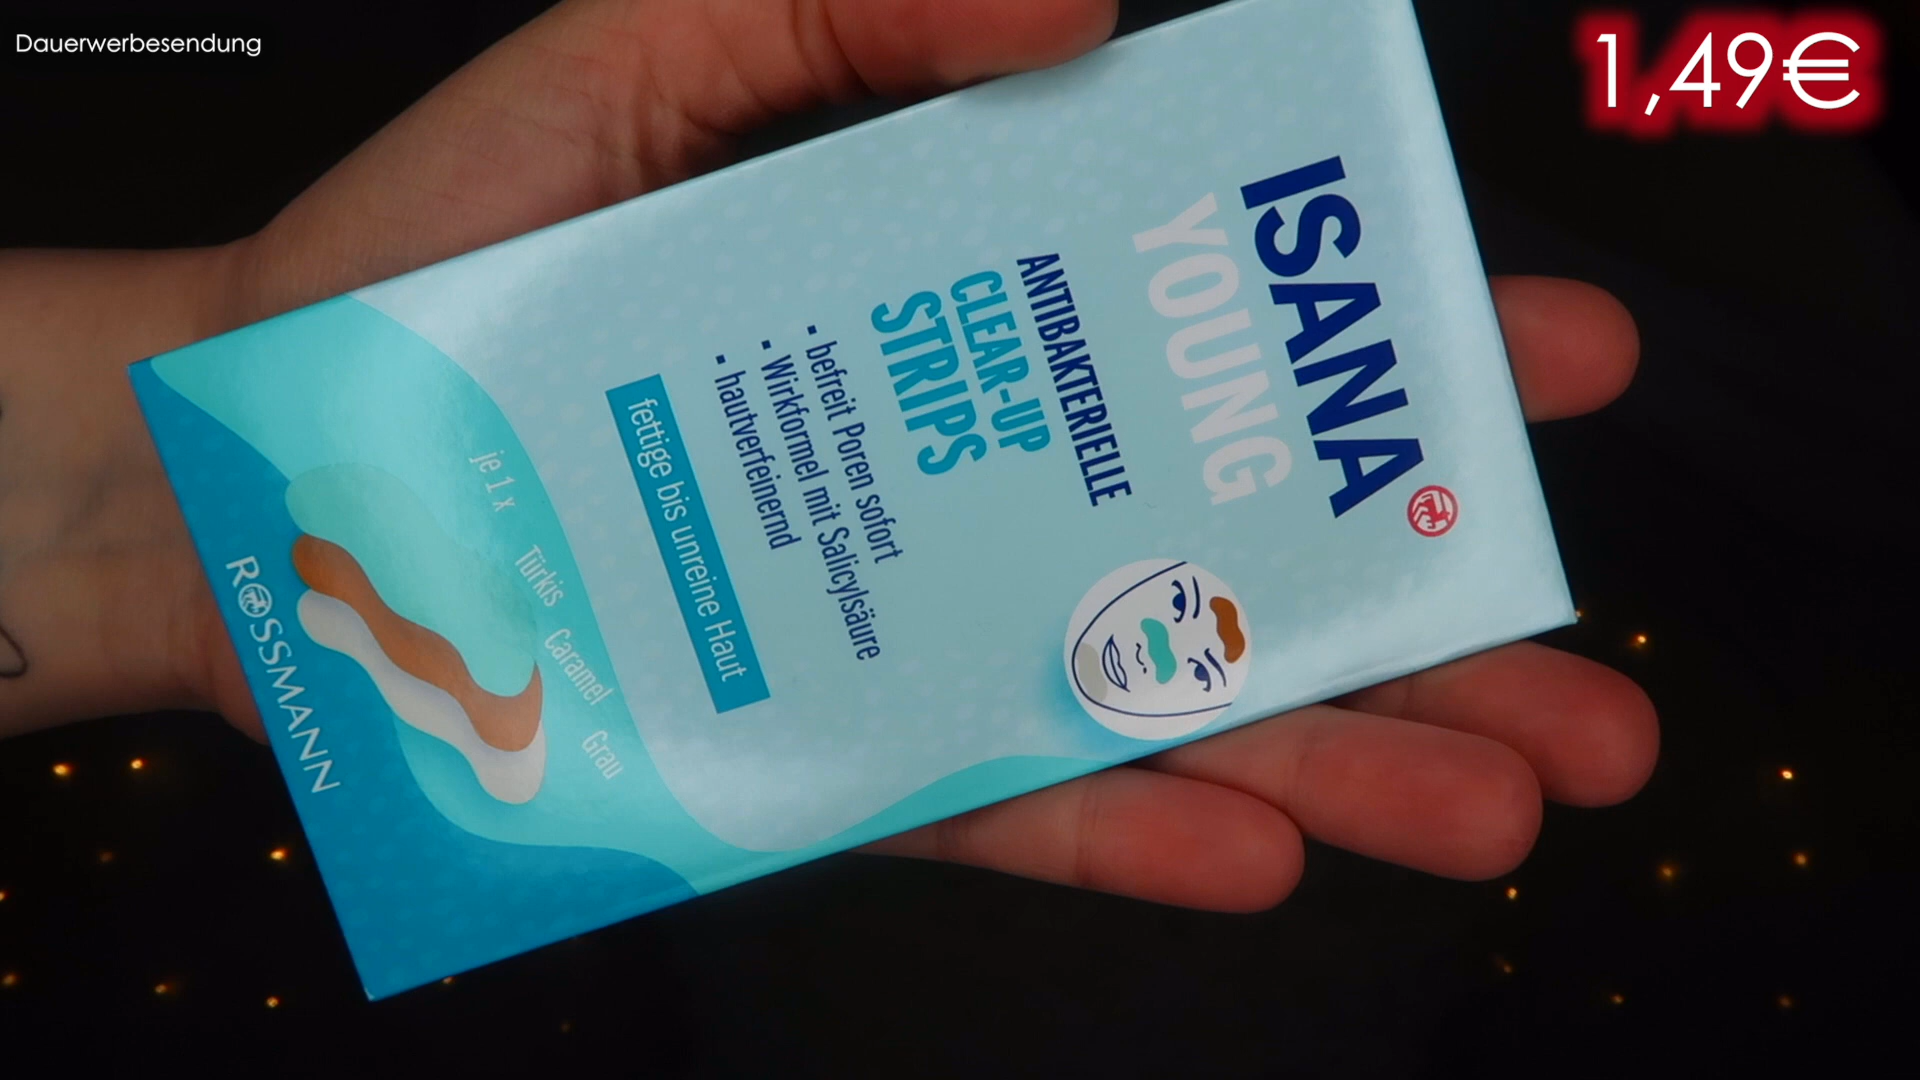 Dauerwerbesendung
1,49€
ISANA
YOUNG
ANTIBAKTERIELLE
CLEAR-UP
STRIPS
▪ befreit Poren sofort
▪ Wirkformel mit Salicylsäure
▪ hautverfeinernd
fettige bis unreine Haut
je 1 x Türkis Caramel Grau
ROSSMANN